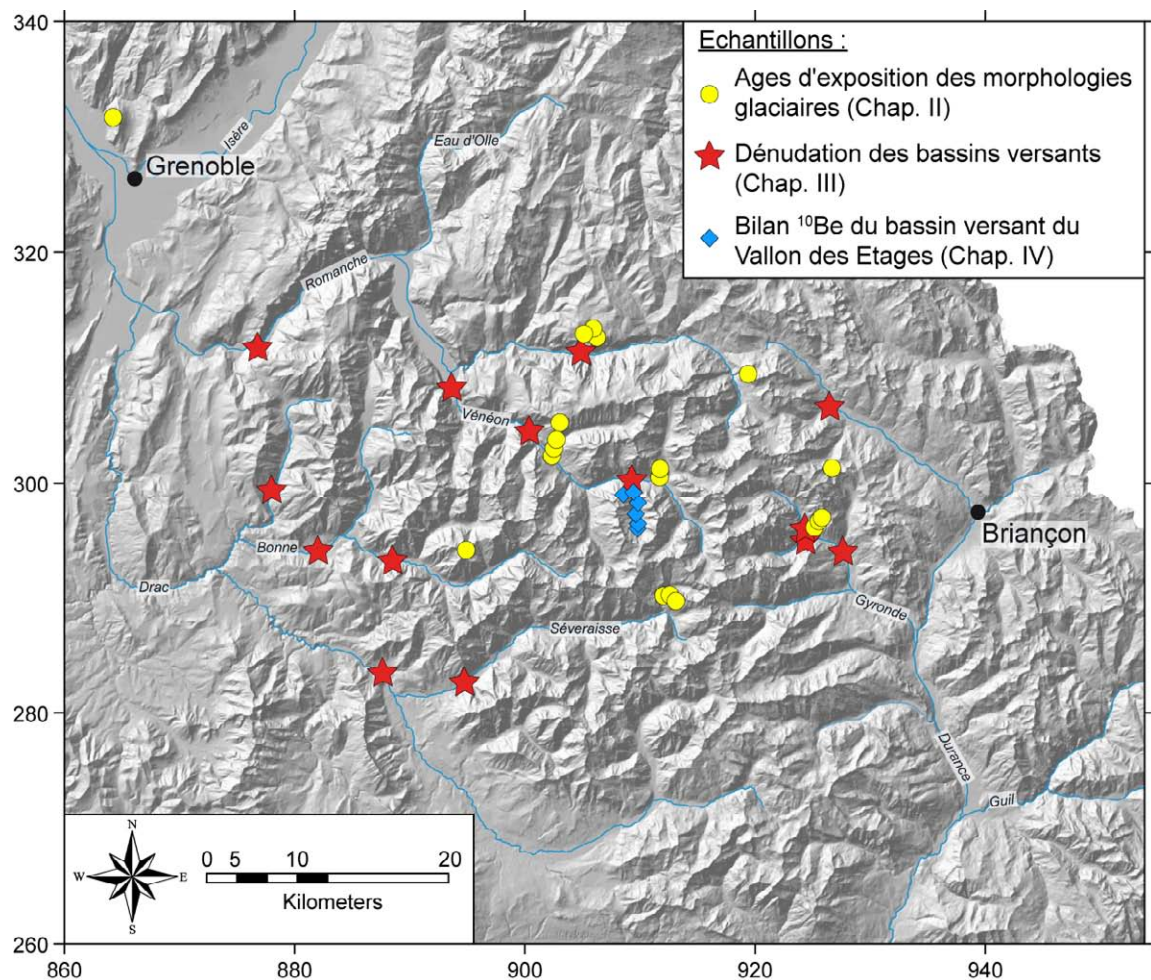 340
320
300
280
260
860
880
900
920
940
Echantillons :
Ages d'exposition des morphologies
glaciaires (Chap. II)
Dénudation des bassins versants
(Chap. III)
Bilan ¹⁰Be du bassin versant du
Vallon des Etages (Chap. IV)
Isère
Grenoble
Eau d'Olle
Romanche
Vénéon
Briançon
Bonne
Drac
Séveraisse
Gyronde
Durance
Guil
N
W
E
S
0 5 10 20
Kilometers